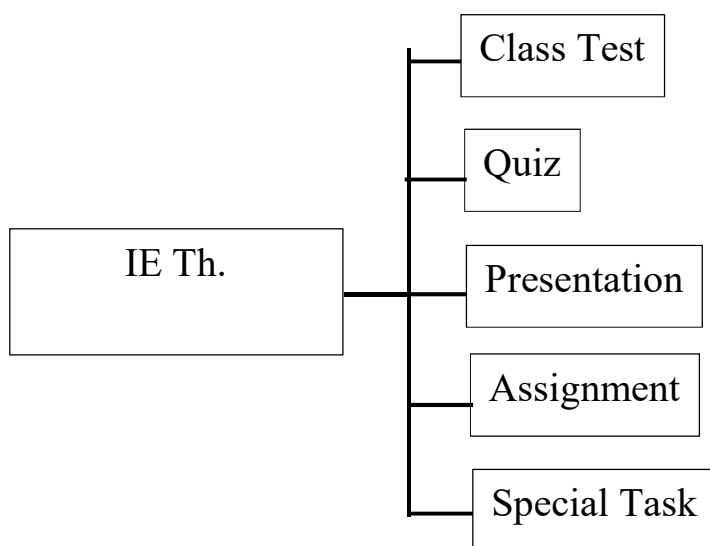 Class Test
Quiz
IE Th.
Presentation
Assignment
Special Task